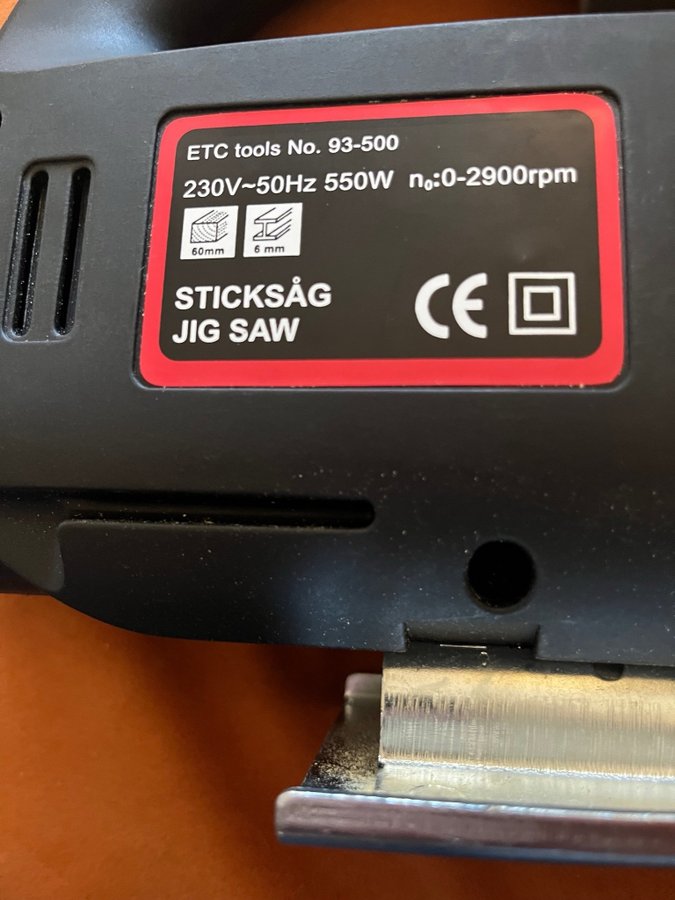 ETC tools No. 93-500
230V~50Hz 550W n₀:0-2900rpm
60mm 6 mm
STICKSÅG
JIG SAW
CE